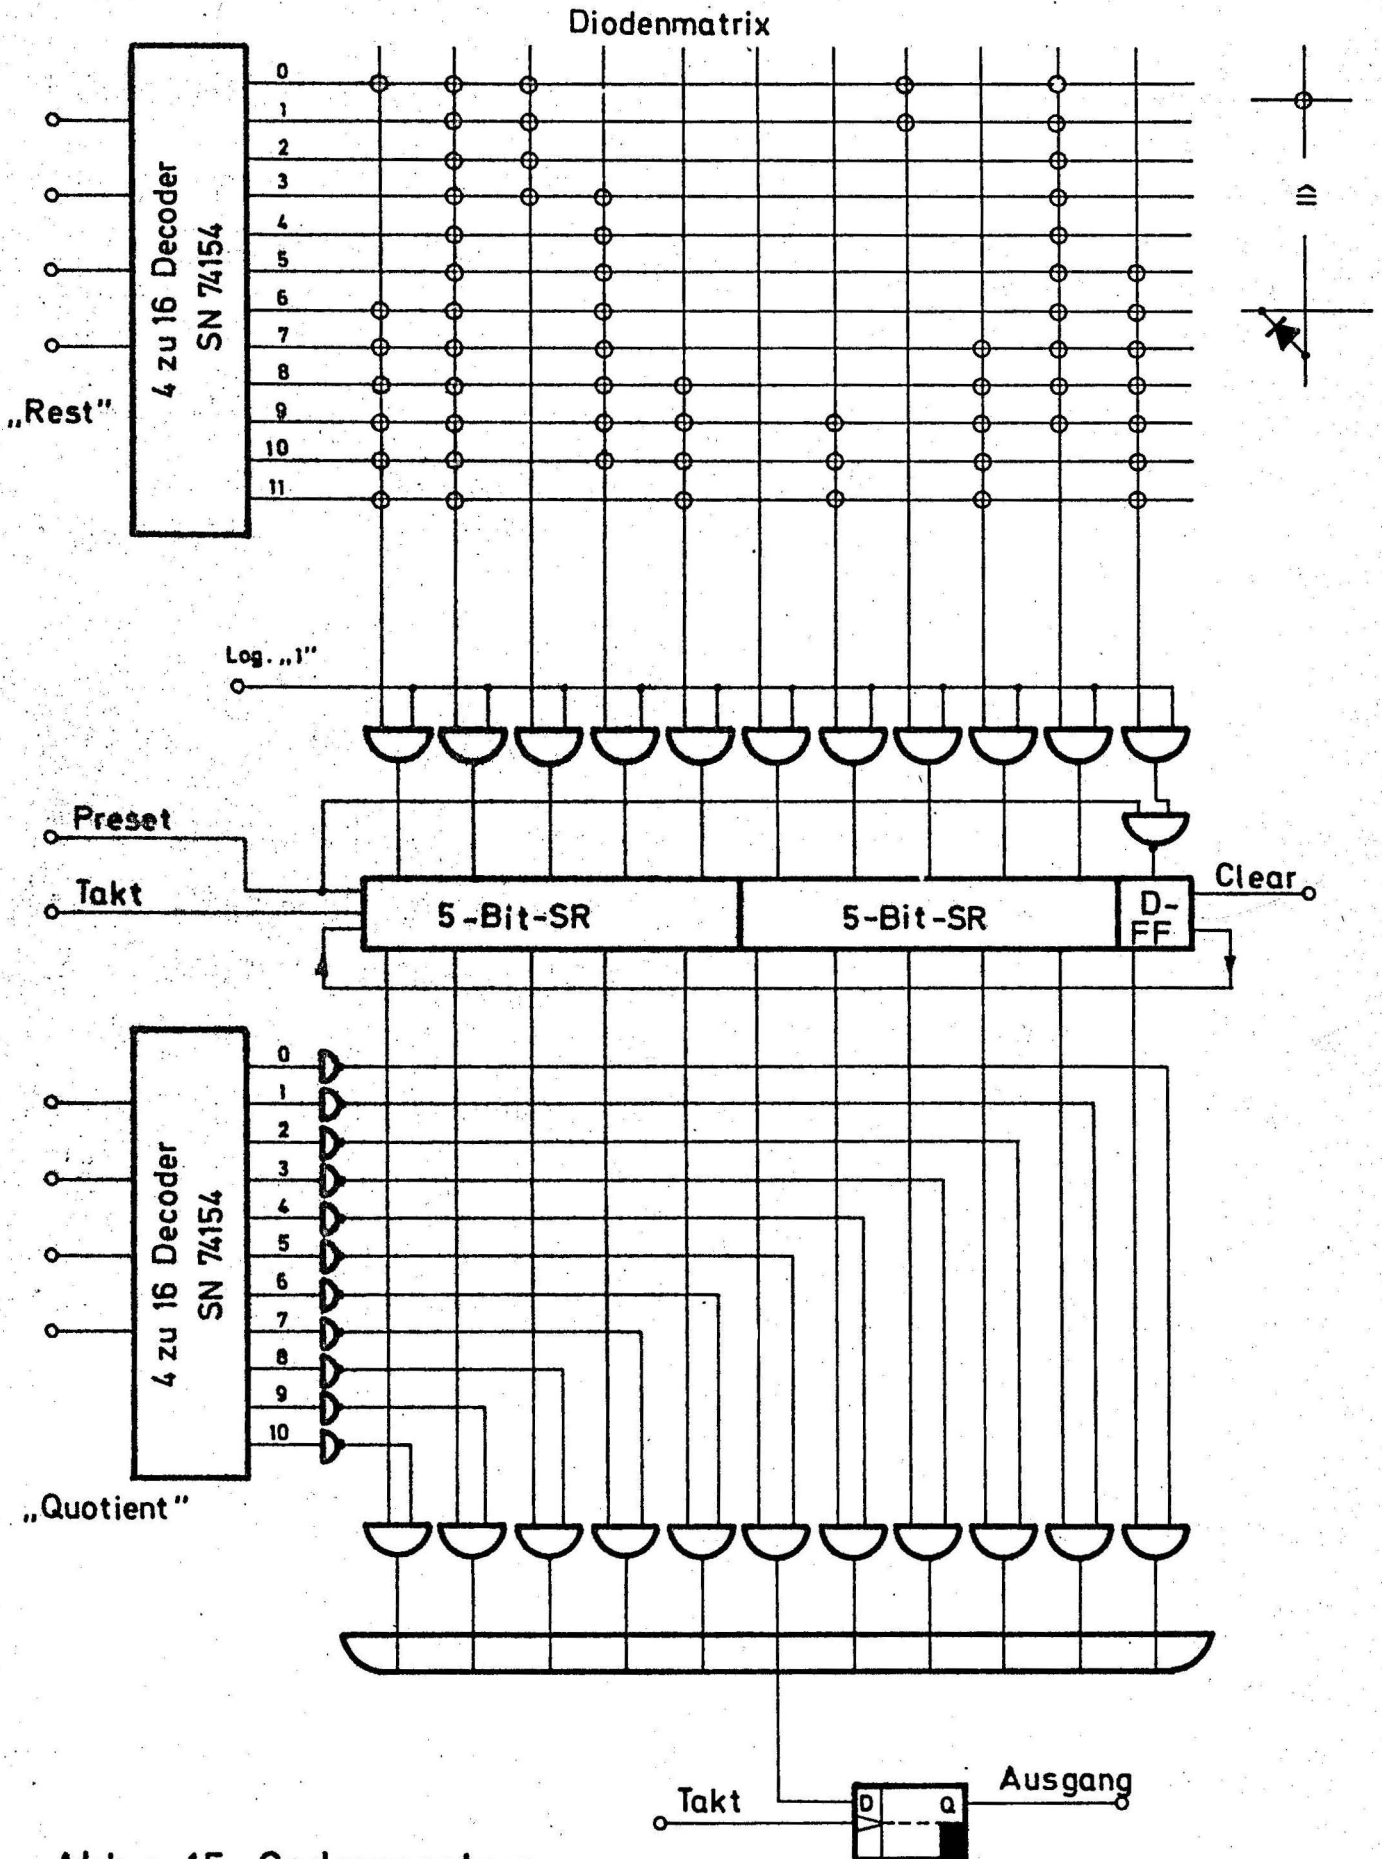 Diodenmatrix
4 zu 16 Decoder
SN 74154
0
1
2
3
4
5
6
7
8
9
10
11
„Rest”
Log. „1”
Preset
Takt
5-Bit-SR
5-Bit-SR
D-
FF
Clear
4 zu 16 Decoder
SN 74154
0
1
2
3
4
5
6
7
8
9
10
„Quotient”
Takt
D
Q
Ausgang